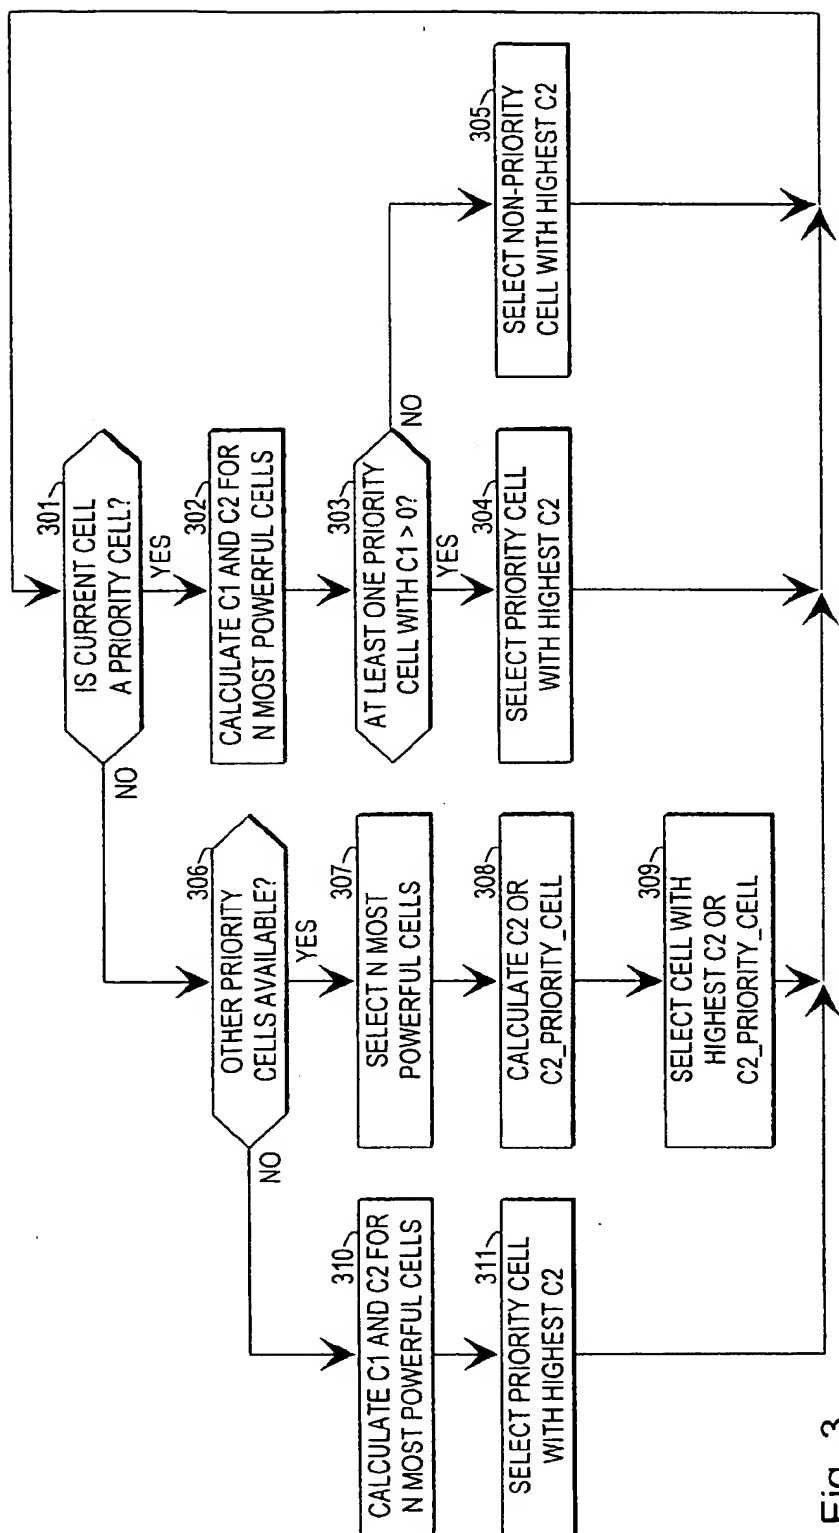 301
IS CURRENT CELL
A PRIORITY CELL?
YES
NO
302
CALCULATE C1 AND C2 FOR
N MOST POWERFUL CELLS
303
AT LEAST ONE PRIORITY
CELL WITH C1 > 0?
YES
NO
304
SELECT PRIORITY CELL
WITH HIGHEST C2
305
SELECT NON-PRIORITY
CELL WITH HIGHEST C2
306
OTHER PRIORITY
CELLS AVAILABLE?
YES
NO
307
SELECT N MOST
POWERFUL CELLS
308
CALCULATE C2 OR
C2_PRIORITY_CELL
309
SELECT CELL WITH
HIGHEST C2 OR
C2_PRIORITY_CELL
310
CALCULATE C1 AND C2 FOR
N MOST POWERFUL CELLS
311
SELECT PRIORITY CELL
WITH HIGHEST C2
Fig. 3